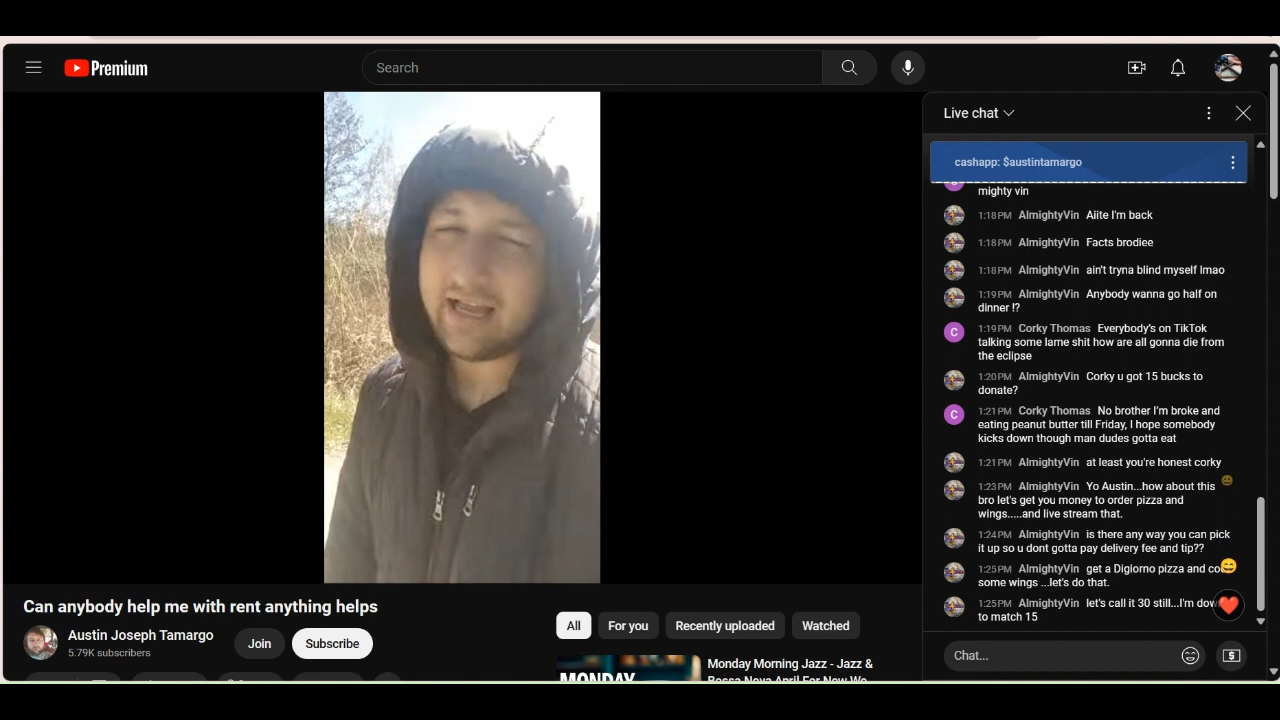 Premium
Search
Live chat
cashapp: $austintamargo
mighty vin
1:18 PM AlmightyVin Aiite I'm back
1:18 PM AlmightyVin Facts brodiee
1:18 PM AlmightyVin ain't tryna blind myself lmao
1:19 PM AlmightyVin Anybody wanna go half on
dinner !?
C
1:19 PM Corky Thomas Everybody's on TikTok
talking some lame shit how are all gonna die from
the eclipse
1:20 PM AlmightyVin Corky u got 15 bucks to
donate?
C
1:21 PM Corky Thomas No brother I'm broke and
eating peanut butter till Friday, I hope somebody
kicks down though man dudes gotta eat
1:21 PM AlmightyVin at least you're honest corky
1:23 PM AlmightyVin Yo Austin...how about this
bro let's get you money to order pizza and
wings.....and live stream that.
1:24 PM AlmightyVin is there any way you can pick
it up so u dont gotta pay delivery fee and tip??
1:25 PM AlmightyVin get a Digiorno pizza and
some wings ...let's do that.
1:25 PM AlmightyVin let's call it 30 still...I'm
to match 15
Chat...
Can anybody help me with rent anything helps
Austin Joseph Tamargo
5.79K subscribers
Join
Subscribe
All
For you
Recently uploaded
Watched
MONDAY
Monday Morning Jazz - Jazz &
Bossa Nova April For New We